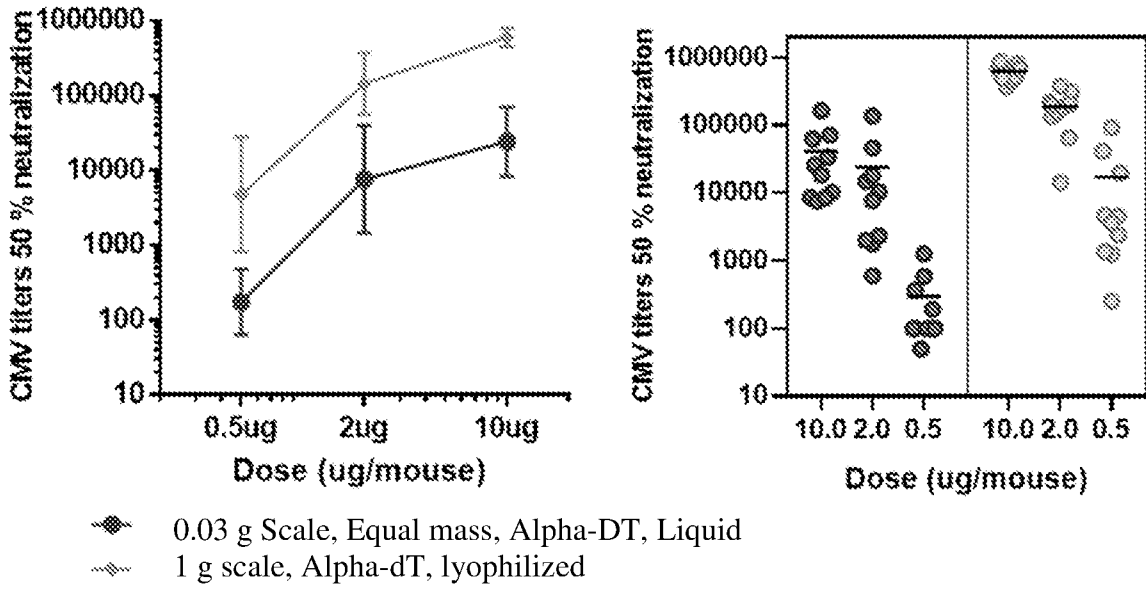 CMV titers 50 % neutralization
1000000
100000
10000
1000
100
10
0.5ug 2ug 10ug
Dose (ug/mouse)
CMV titers 50 % neutralization
1000000
100000
10000
1000
100
10
10.0 2.0 0.5 10.0 2.0 0.5
Dose (ug/mouse)
0.03 g Scale, Equal mass, Alpha-DT, Liquid
1 g scale, Alpha-dT, lyophilized